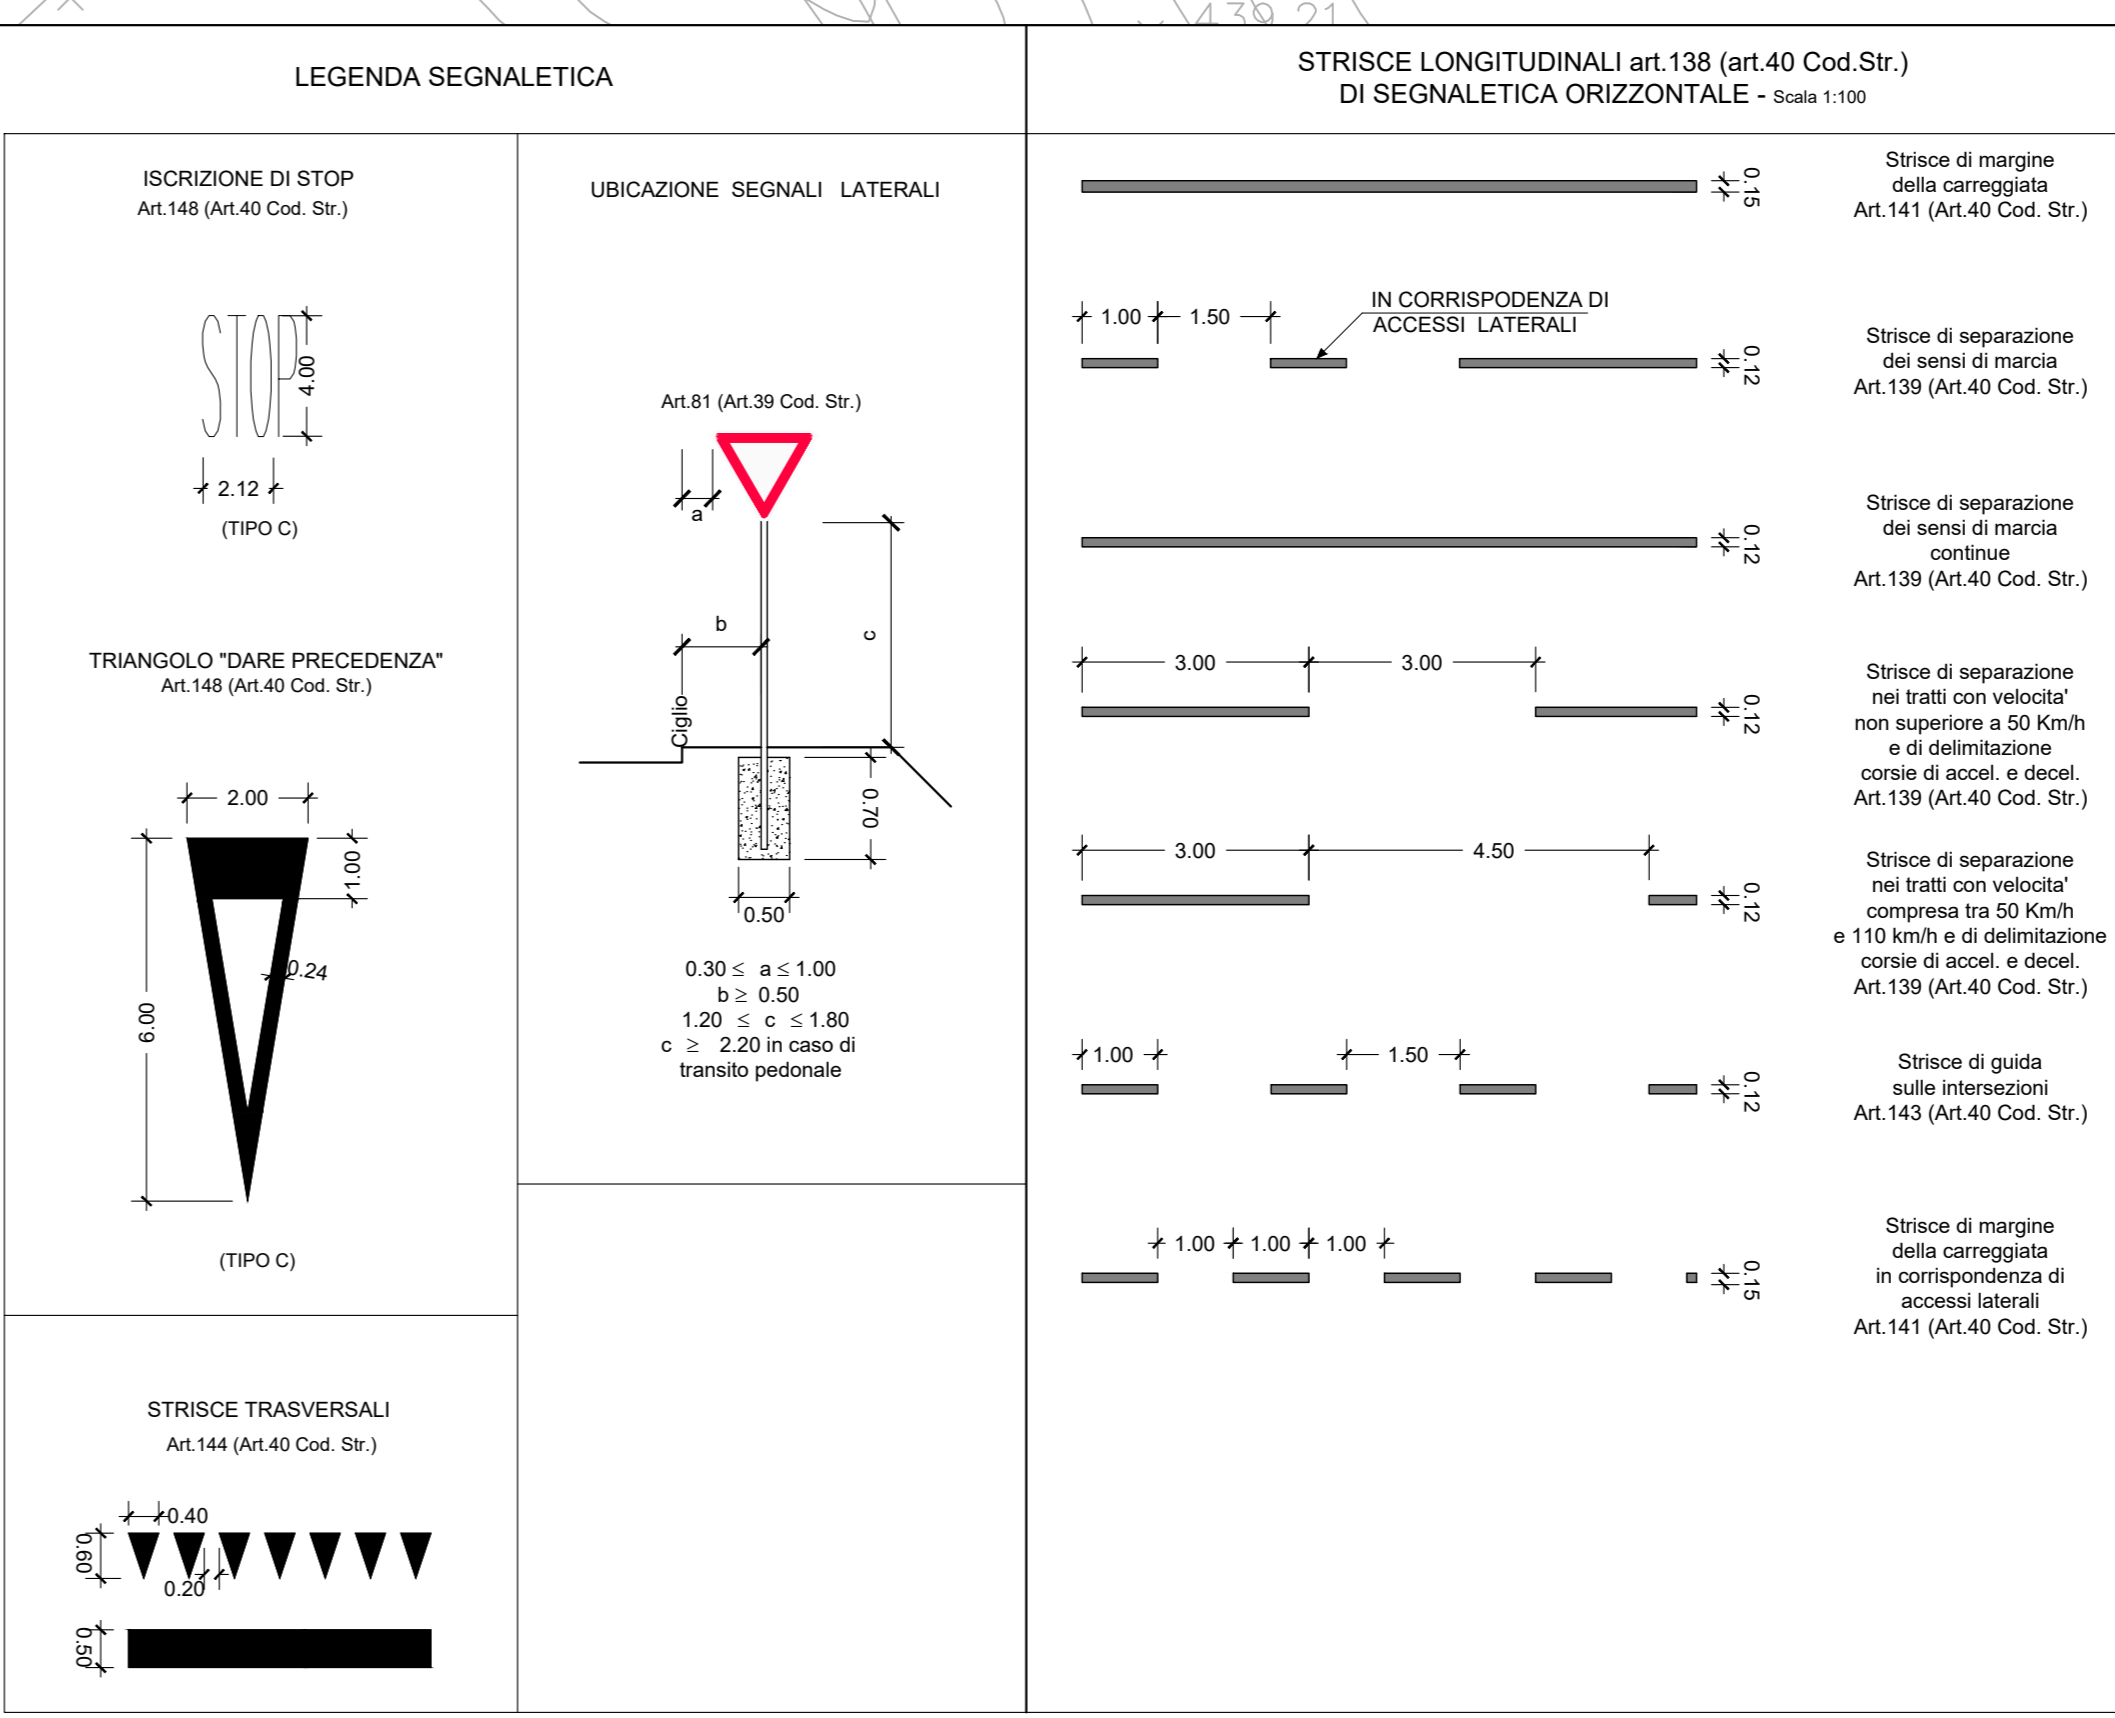 439.21
LEGENDA SEGNALETICA
STRISCE LONGITUDINALI art.138 (art.40 Cod.Str.)
DI SEGNALETICA ORIZZONTALE - Scala 1:100
ISCRIZIONE DI STOP
Art.148 (Art.40 Cod. Str.)
STOP
4.00
2.12
(TIPO C)
TRIANGOLO "DARE PRECEDENZA"
Art.148 (Art.40 Cod. Str.)
2.00
1.00
0.24
6.00
(TIPO C)
STRISCE TRASVERSALI
Art.144 (Art.40 Cod. Str.)
0.40
0.60
0.20
0.50
UBICAZIONE SEGNALI LATERALI
Art.81 (Art.39 Cod. Str.)
a
b
c
Ciglio
0.70
0.50
0.30 ≤ a ≤ 1.00
b ≥ 0.50
1.20 ≤ c ≤ 1.80
c ≥ 2.20 in caso di
transito pedonale
0.15
Strisce di margine
della carreggiata
Art.141 (Art.40 Cod. Str.)
1.00
1.50
IN CORRISPODENZA DI
ACCESSI LATERALI
0.12
Strisce di separazione
dei sensi di marcia
Art.139 (Art.40 Cod. Str.)
0.12
Strisce di separazione
dei sensi di marcia
continue
Art.139 (Art.40 Cod. Str.)
3.00
3.00
0.12
Strisce di separazione
nei tratti con velocita'
non superiore a 50 Km/h
e di delimitazione
corsie di accel. e decel.
Art.139 (Art.40 Cod. Str.)
3.00
4.50
0.12
Strisce di separazione
nei tratti con velocita'
compresa tra 50 Km/h
e 110 km/h e di delimitazione
corsie di accel. e decel.
Art.139 (Art.40 Cod. Str.)
1.00
1.50
0.12
Strisce di guida
sulle intersezioni
Art.143 (Art.40 Cod. Str.)
1.00
1.00
1.00
0.15
Strisce di margine
della carreggiata
in corrispondenza di
accessi laterali
Art.141 (Art.40 Cod. Str.)